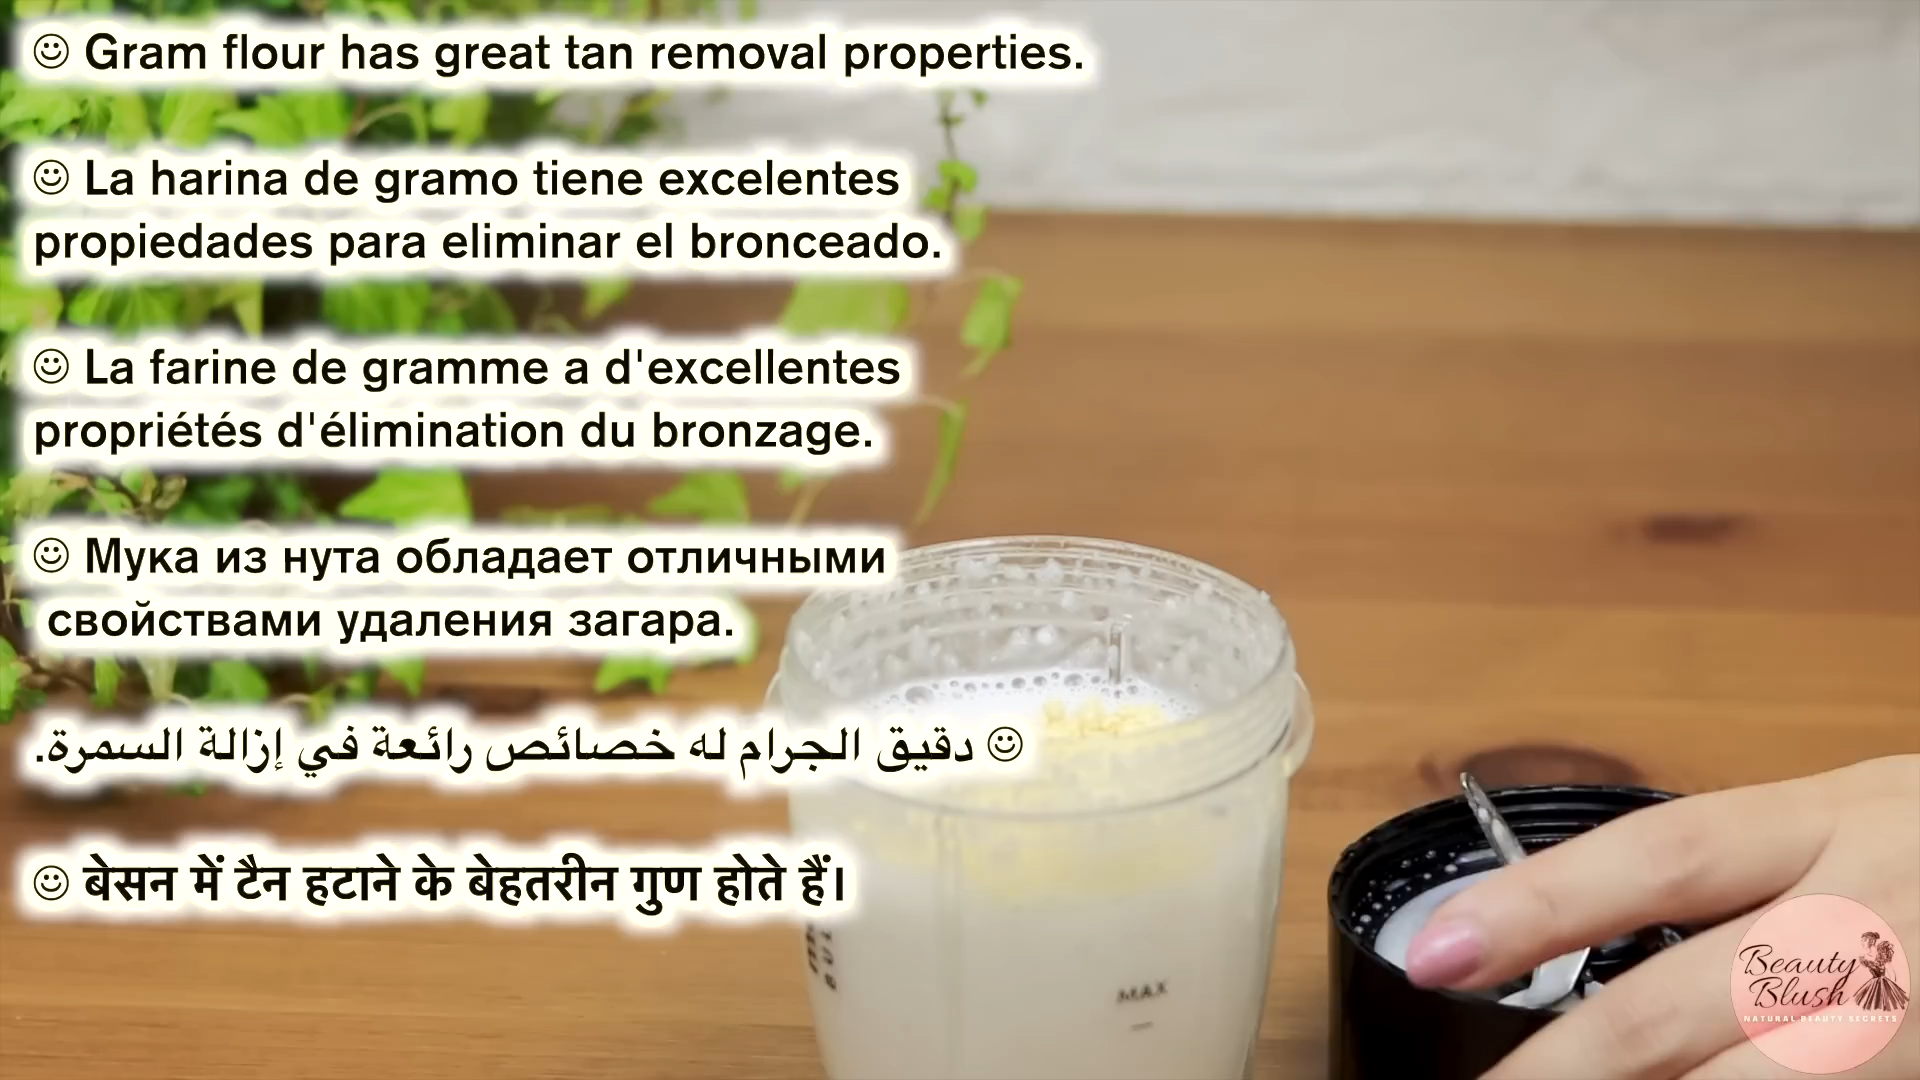 ☺ Gram flour has great tan removal properties.
☺ La harina de gramo tiene excelentes
propiedades para eliminar el bronceado.
☺ La farine de gramme a d'excellentes
propriétés d'élimination du bronzage.
☺ Мука из нута обладает отличными
свойствами удаления загара.
☺ دقيق الجرام له خصائص رائعة في إزالة السمرة.
☺ बेसन में टैन हटाने के बेहतरीन गुण होते हैं।
MAX
Beauty
Blush
NATURAL BEAUTY SECRETS